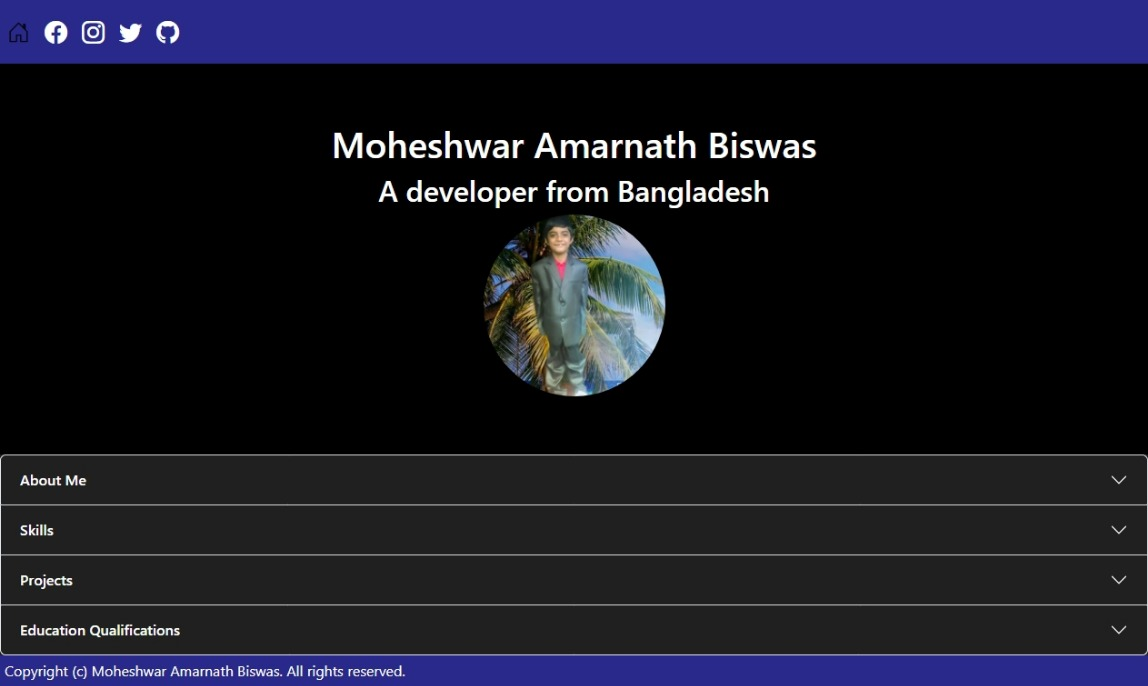 Moheshwar Amarnath Biswas
A developer from Bangladesh
About Me
Skills
Projects
Education Qualifications
Copyright (c) Moheshwar Amarnath Biswas. All rights reserved.